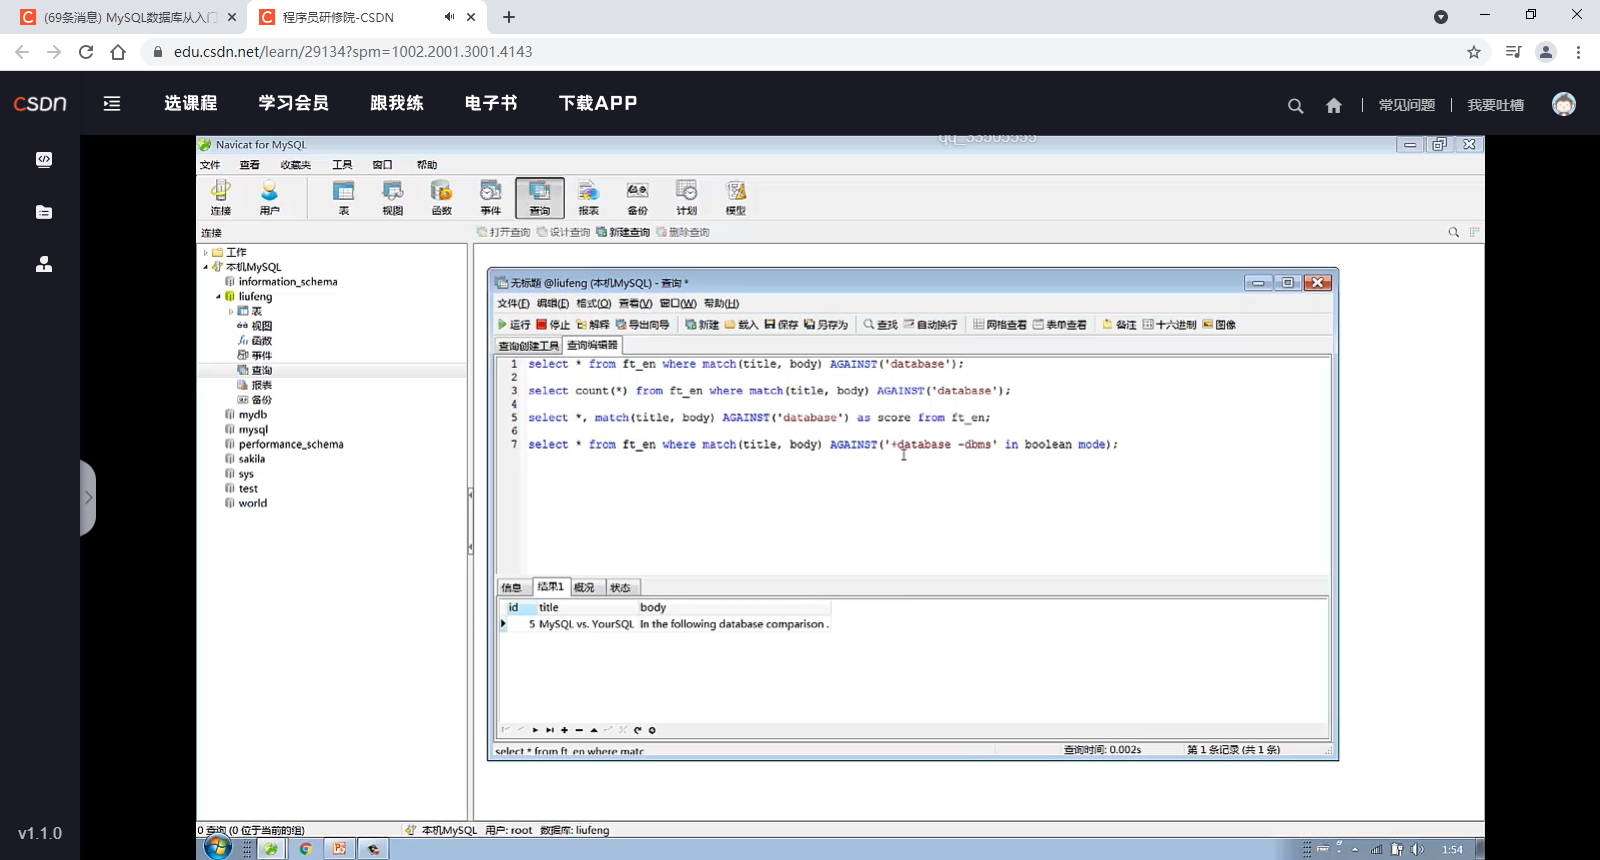 (69条消息) MySQL数据库从入门
程序员研修院-CSDN
edu.csdn.net/learn/29134?spm=1002.2001.3001.4143
CSDN
选课程 学习会员 跟我练 电子书 下载APP
常见问题 我要吐槽
qq_33505555
Navicat for MySQL
文件 查看 收藏夹 工具 窗口 帮助
连接 用户 表 视图 函数 事件 查询 报表 备份 计划 模型
连接
打开查询 设计查询 新建查询 删除查询
工作
本机MySQL
information_schema
liufeng
表
视图
函数
事件
查询
报表
备份
mydb
mysql
performance_schema
sakila
sys
test
world
无标题 @liufeng (本机MySQL) - 查询 *
文件(F) 编辑(E) 格式(O) 查看(V) 窗口(W) 帮助(H)
运行 停止 解释 导出向导 新建 载入 保存 另存为 查找 自动换行 网格查看 表单查看 备注 十六进制 图像
查询创建工具 查询编辑器
1 select * from ft_en where match(title, body) AGAINST('database');
2
3 select count(*) from ft_en where match(title, body) AGAINST('database');
4
5 select *, match(title, body) AGAINST('database') as score from ft_en;
6
7 select * from ft_en where match(title, body) AGAINST('+database -dbms' in boolean mode);
信息 结果1 概况 状态
id title body
5 MySQL vs. YourSQL In the following database comparison .
select * from ft_en where matc
查询时间: 0.002s 第 1 条记录 (共 1 条)
0 查询 (0 位于当前的组)
本机MySQL 用户: root 数据库: liufeng
1:54
v1.1.0